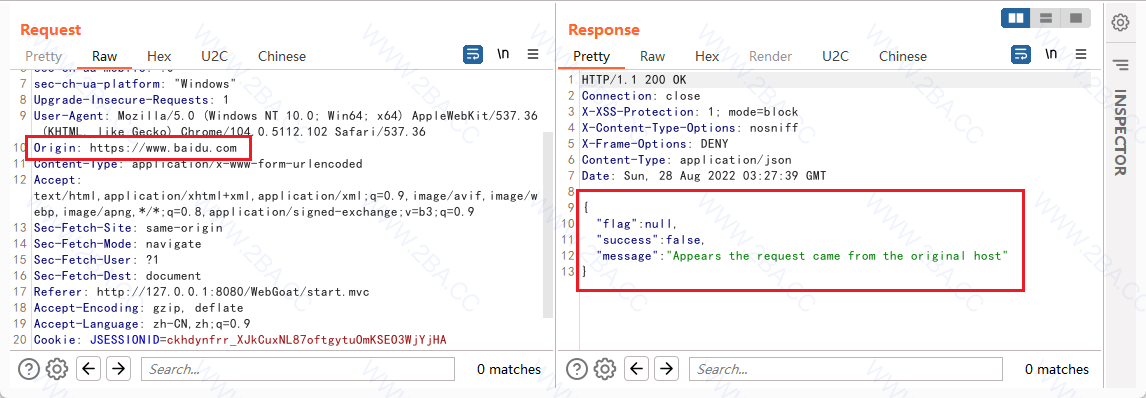 Request
Pretty Raw Hex U2C Chinese \n
7 sec-ch-ua-platform: "Windows"
8 Upgrade-Insecure-Requests: 1
9 User-Agent: Mozilla/5.0 (Windows NT 10.0; Win64; x64) AppleWebKit/537.36
(KHTML, like Gecko) Chrome/104.0.5112.102 Safari/537.36
10 Origin: https://www.baidu.com
11 Content-Type: application/x-www-form-urlencoded
12 Accept:
text/html,application/xhtml+xml,application/xml;q=0.9,image/avif,image/w
ebp,image/apng,*/*;q=0.8,application/signed-exchange;v=b3;q=0.9
13 Sec-Fetch-Site: same-origin
14 Sec-Fetch-Mode: navigate
15 Sec-Fetch-User: ?1
16 Sec-Fetch-Dest: document
17 Referer: http://127.0.0.1:8080/WebGoat/start.mvc
18 Accept-Encoding: gzip, deflate
19 Accept-Language: zh-CN,zh;q=0.9
20 Cookie: JSESSIONID=ckhdynfrr_XJkCuxNL87oftgytuOmKSEO3WjYjHA
Search... 0 matches
Response
Pretty Raw Hex Render U2C Chinese \n
1 HTTP/1.1 200 OK
2 Connection: close
3 X-XSS-Protection: 1; mode=block
4 X-Content-Type-Options: nosniff
5 X-Frame-Options: DENY
6 Content-Type: application/json
7 Date: Sun, 28 Aug 2022 03:27:39 GMT
8
9 {
10 "flag":null,
11 "success":false,
12 "message":"Appears the request came from the original host"
13 }
Search... 0 matches
INSPECTOR
WWW.2BA.CC